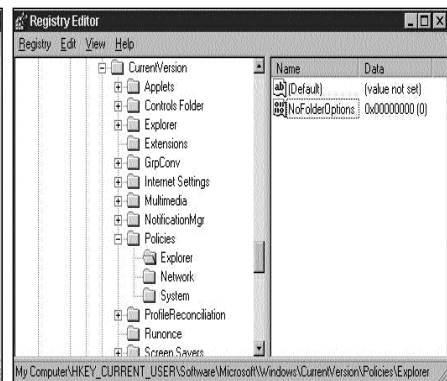 Registry Editor
Registry Edit View Help
CurrentVersion
Applets
Controls Folder
Explorer
Extensions
GrpConv
Internet Settings
Multimedia
NotificationMgr
Policies
Explorer
Network
System
ProfileReconciliation
Runonce
Screen Savers
Name Data
(Default) (value not set)
NoFolderOptions 0x00000000 (0)
My Computer\HKEY_CURRENT_USER\Software\Microsoft\Windows\CurrentVersion\Policies\Explorer